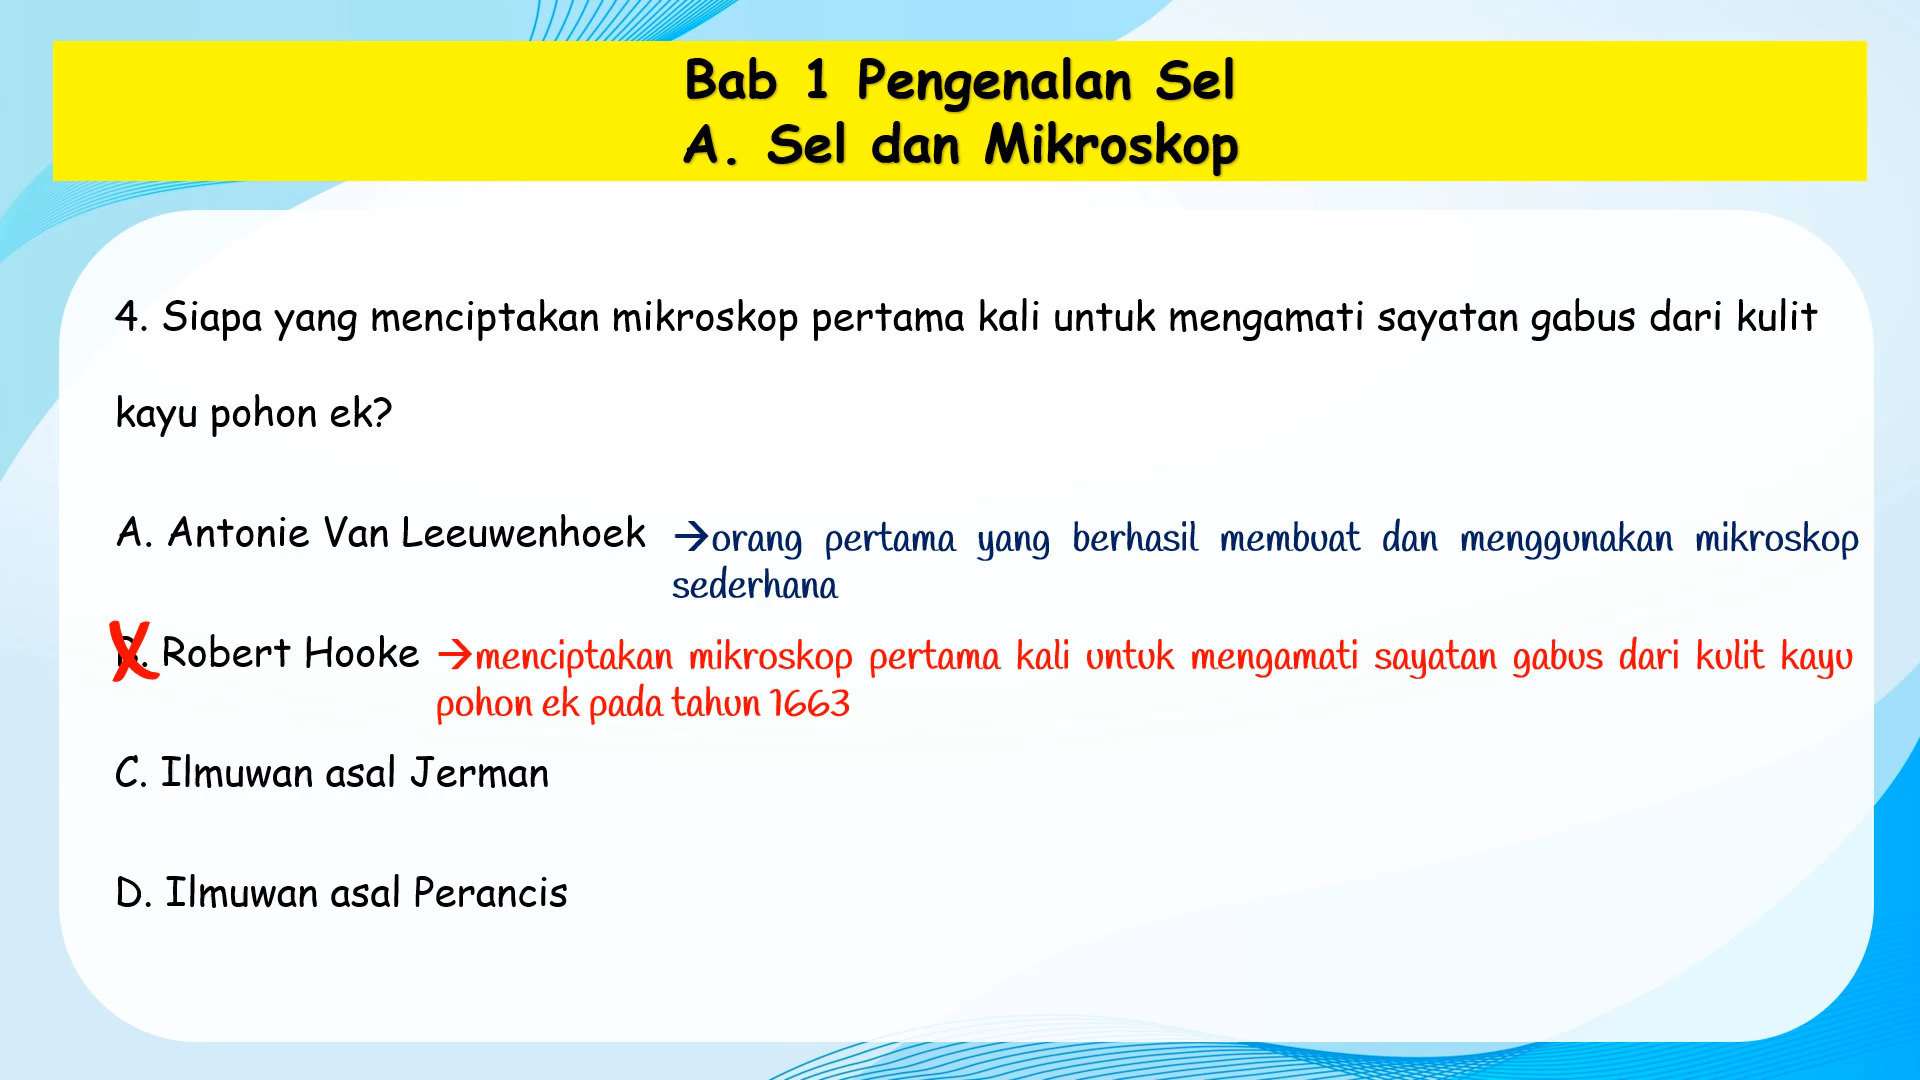 Bab 1 Pengenalan Sel
A. Sel dan Mikroskop
4. Siapa yang menciptakan mikroskop pertama kali untuk mengamati sayatan gabus dari kulit
kayu pohon ek?
A. Antonie Van Leeuwenhoek →orang pertama yang berhasil membuat dan menggunakan mikroskop
sederhana
B. Robert Hooke →menciptakan mikroskop pertama kali untuk mengamati sayatan gabus dari kulit kayu
pohon ek pada tahun 1663
C. Ilmuwan asal Jerman
D. Ilmuwan asal Perancis